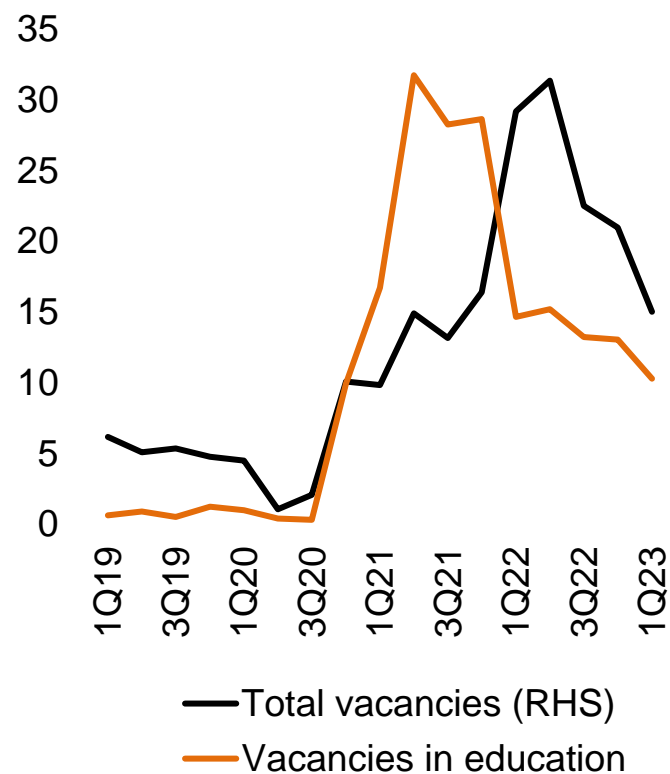 35
30
25
20
15
10
5
0
1Q19
3Q19
1Q20
3Q20
1Q21
3Q21
1Q22
3Q22
1Q23
Total vacancies (RHS)
Vacancies in education